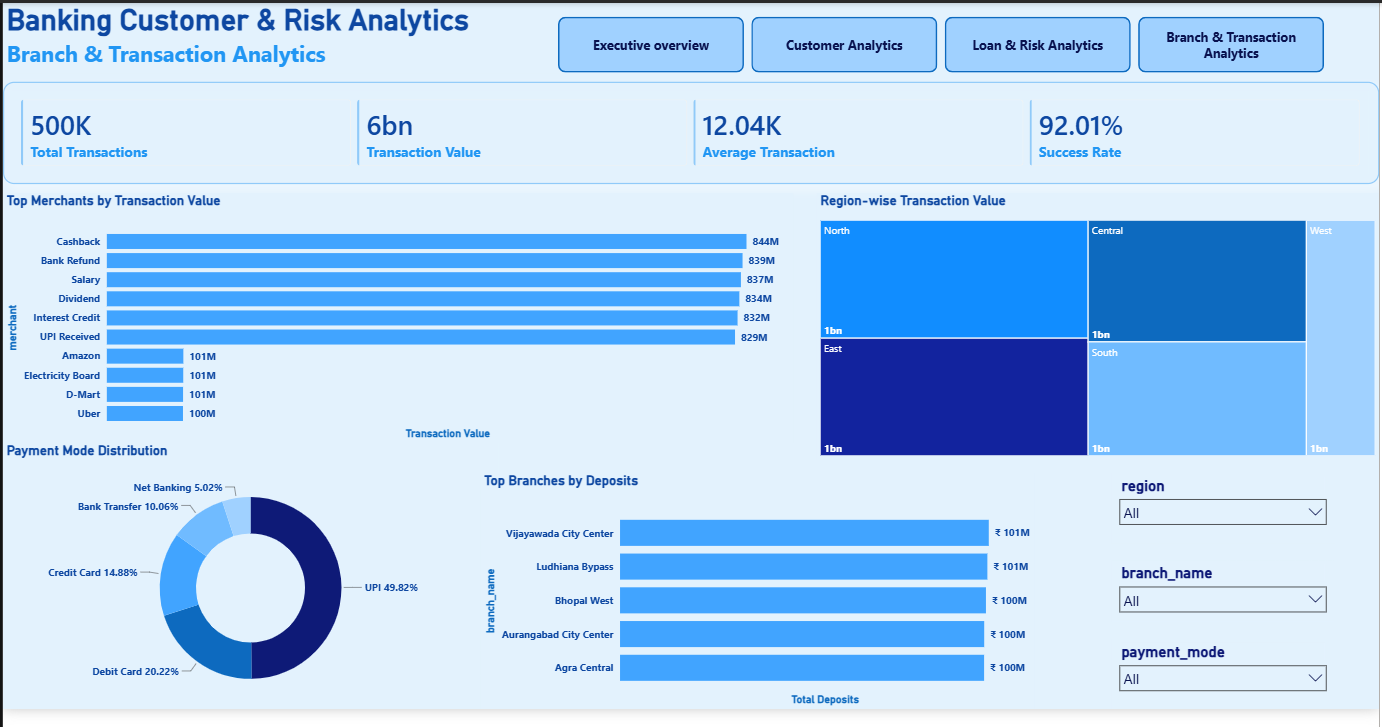 Banking Customer & Risk Analytics
Branch & Transaction Analytics
Executive overview
Customer Analytics
Loan & Risk Analytics
Branch & Transaction
Analytics
500K
Total Transactions
6bn
Transaction Value
12.04K
Average Transaction
92.01%
Success Rate
Top Merchants by Transaction Value
merchant
Cashback 844M
Bank Refund 839M
Salary 837M
Dividend 834M
Interest Credit 832M
UPI Received 829M
Amazon 101M
Electricity Board 101M
D-Mart 101M
Uber 100M
Transaction Value
Region-wise Transaction Value
North
1bn
East
1bn
Central
1bn
South
1bn
West
1bn
Payment Mode Distribution
Net Banking 5.02%
Bank Transfer 10.06%
Credit Card 14.88%
Debit Card 20.22%
UPI 49.82%
Top Branches by Deposits
branch_name
Vijayawada City Center ₹ 101M
Ludhiana Bypass ₹ 101M
Bhopal West ₹ 100M
Aurangabad City Center ₹ 100M
Agra Central ₹ 100M
Total Deposits
region
All
branch_name
All
payment_mode
All